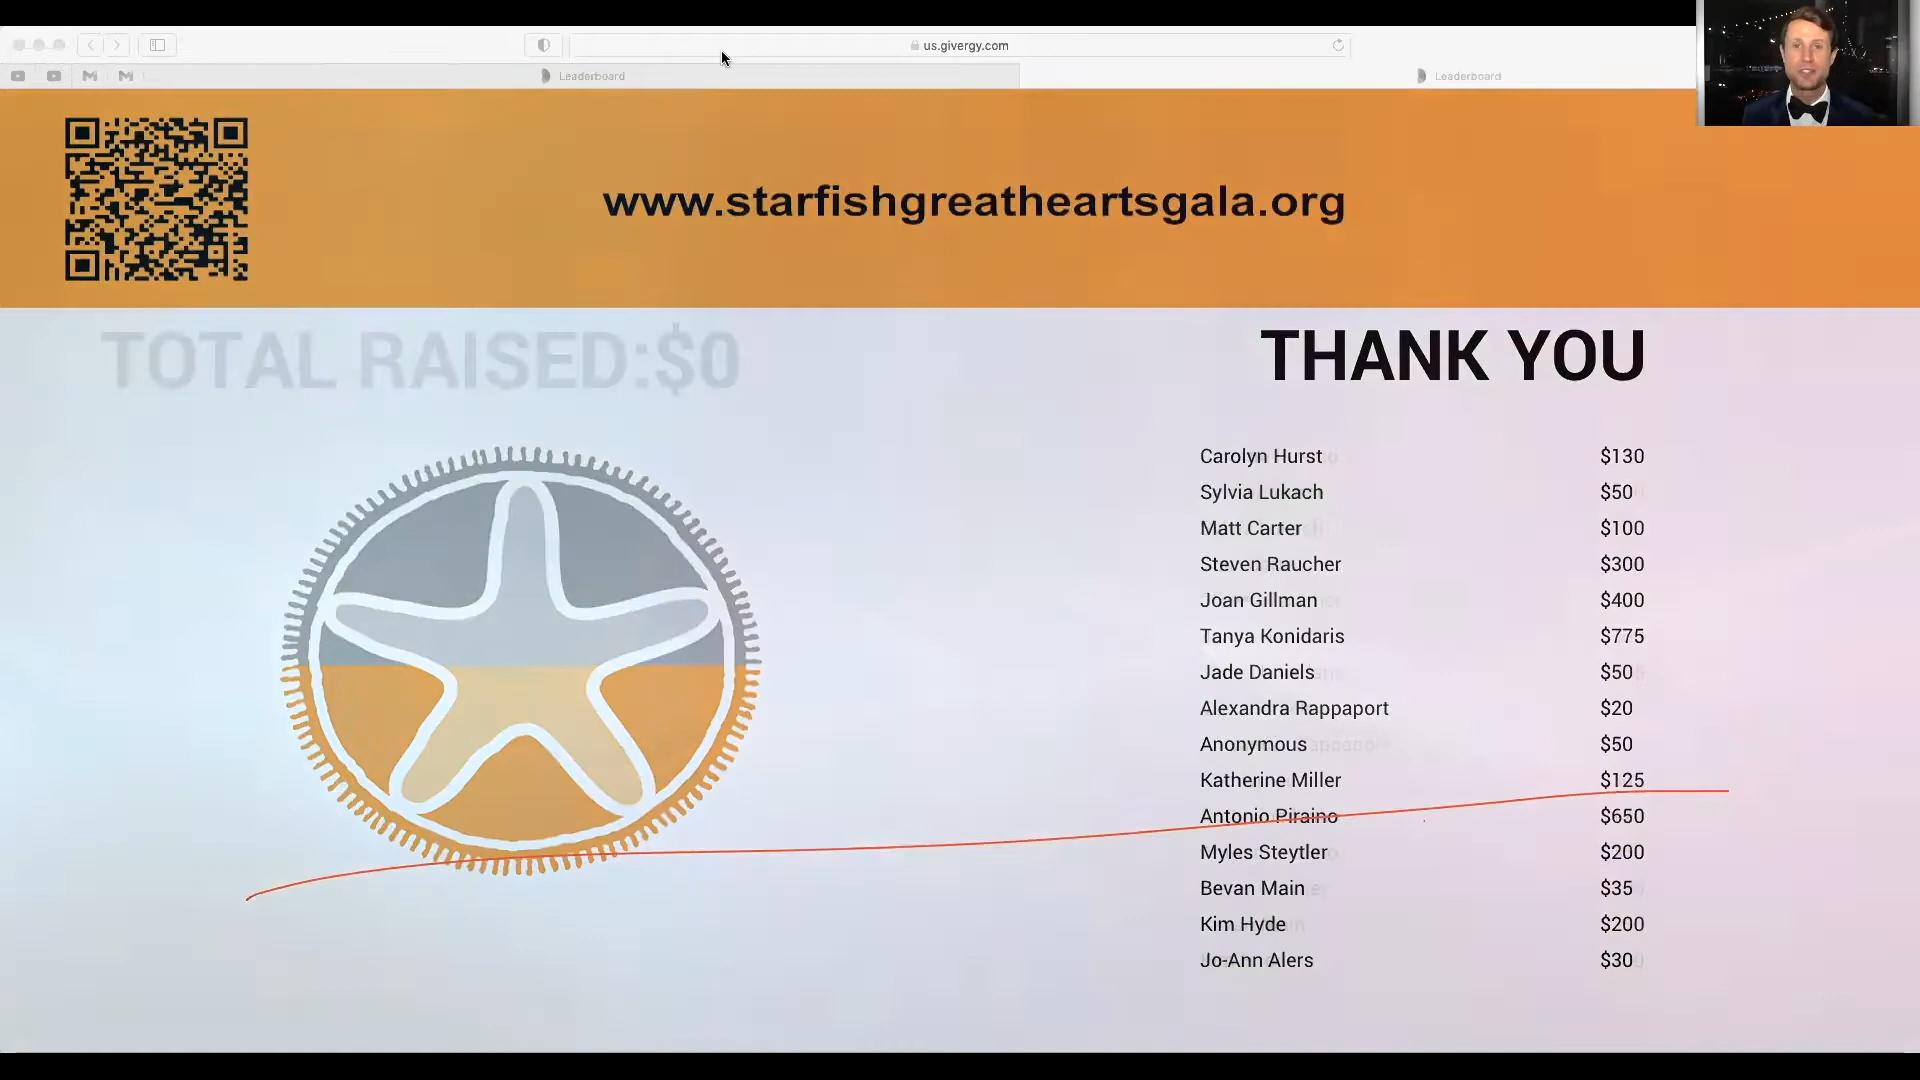 us.givergy.com
Leaderboard
Leaderboard
www.starfishgreatheartsgala.org
TOTAL RAISED:$0
THANK YOU
Carolyn Hurst $130
Sylvia Lukach $50
Matt Carter $100
Steven Raucher $300
Joan Gillman $400
Tanya Konidaris $775
Jade Daniels $50
Alexandra Rappaport $20
Anonymous $50
Katherine Miller $125
Antonio Piraino $650
Myles Steytler $200
Bevan Main $35
Kim Hyde $200
Jo-Ann Alers $30